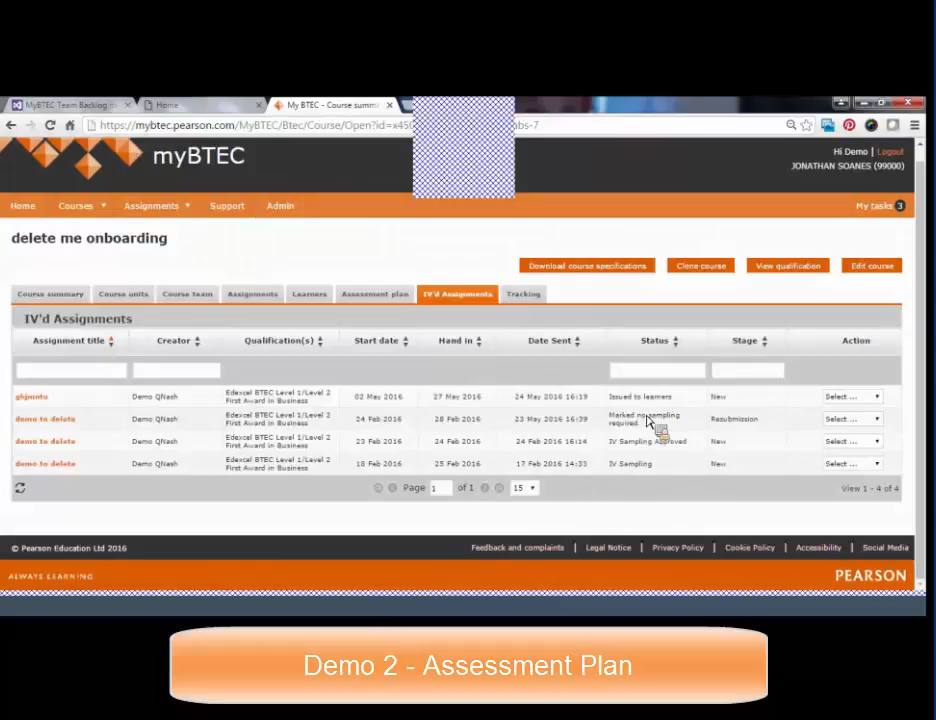 MyBTEC Team Backlog
Home
My BTEC - Course summ
https://mybtec.pearson.com/MyBTEC/Btec/Course/Open?id=x45
abs-7
myBTEC
Hi Demo | Logout
JONATHAN SOANES (99000)
Home Courses Assignments Support Admin My tasks 3
delete me onboarding
Download course specifications Clone course View qualification Edit course
Course summary Course units Course team Assignments Learners Assessment plan IV'd Assignments Tracking
IV'd Assignments
Assignment title Creator Qualification(s) Start date Hand in Date Sent Status Stage Action
ghjmntu Demo QNash Edexcel BTEC Level 1/Level 2 First Award in Business 02 May 2016 27 May 2016 24 May 2016 16:19 Issued to learners New Select ...
demo to delete Demo QNash Edexcel BTEC Level 1/Level 2 First Award in Business 24 Feb 2016 28 Feb 2016 23 May 2016 16:39 Marked no sampling required Resubmission Select ...
demo to delete Demo QNash Edexcel BTEC Level 1/Level 2 First Award in Business 23 Feb 2016 24 Feb 2016 24 Feb 2016 16:14 IV Sampling Approved New Select ...
demo to delete Demo QNash Edexcel BTEC Level 1/Level 2 First Award in Business 18 Feb 2016 25 Feb 2016 17 Feb 2016 14:33 IV Sampling New Select ...
Page 1 of 1 15 View 1 - 4 of 4
© Pearson Education Ltd 2016 Feedback and complaints | Legal Notice | Privacy Policy | Cookie Policy | Accessibility | Social Media
ALWAYS LEARNING PEARSON
Demo 2 - Assessment Plan